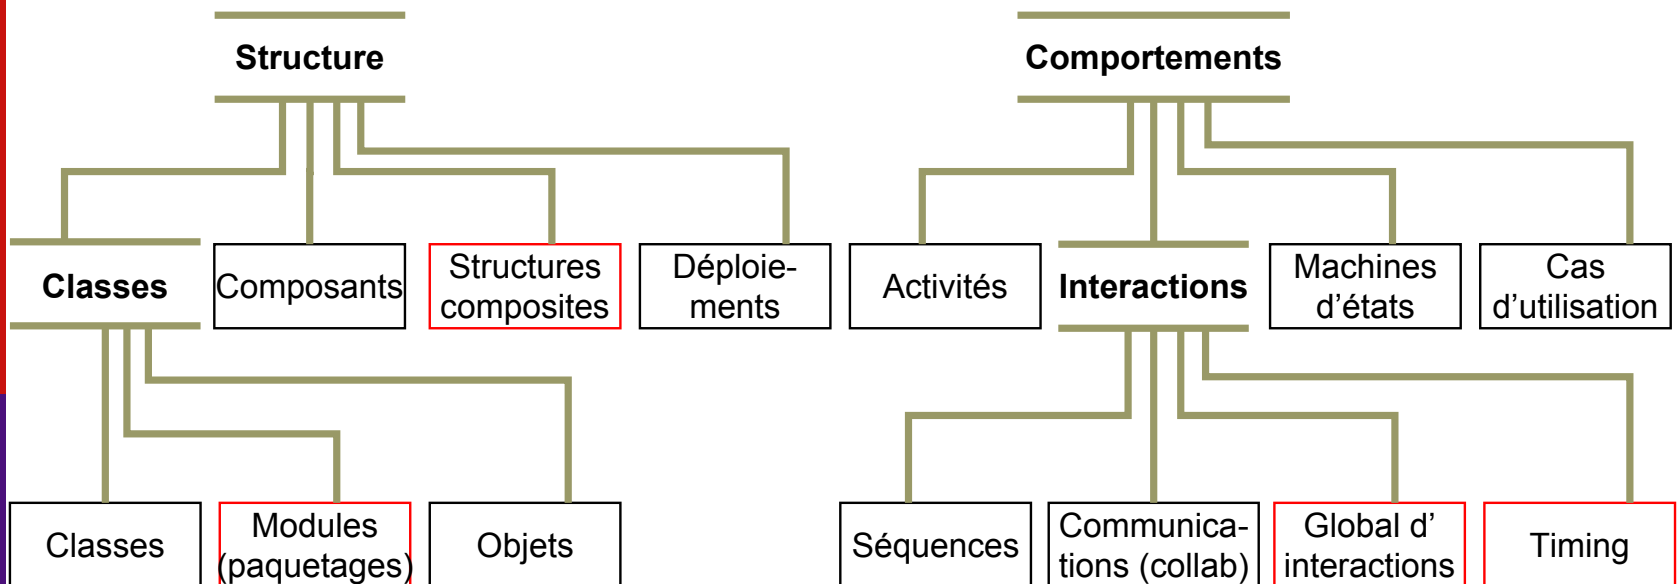 Structure
Comportements
Classes
Composants
Structures
composites
Déploie-
ments
Activités
Interactions
Machines
d’états
Cas
d’utilisation
Classes
Modules
(paquetages)
Objets
Séquences
Communica-
tions (collab)
Global d’
interactions
Timing